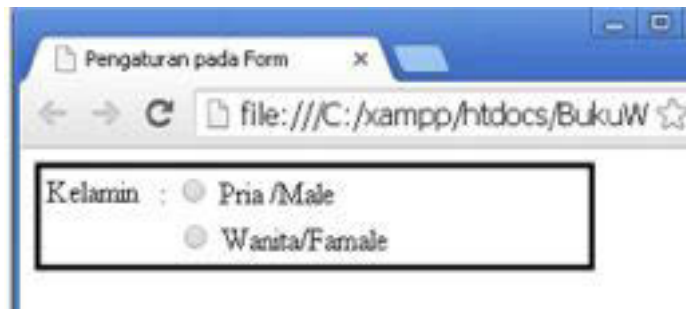 Pengaturan pada Form
file:///C:/xampp/htdocs/BukuW
Kelamin : Pria /Male
Wanita/Famale